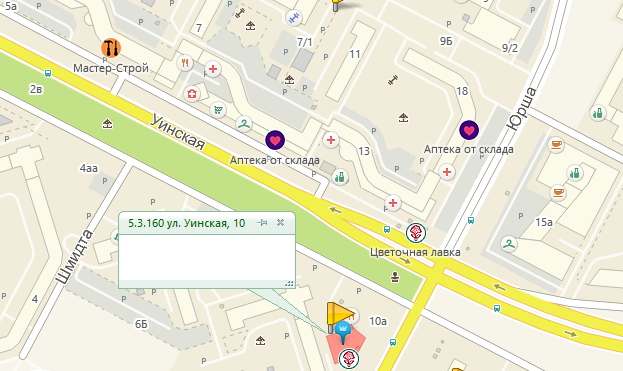 5а
7
7/1
11
9Б
9/2
Мастер-Строй
2в
18
Уинская
Юрша
Аптека от склада
Аптека от склада
13
4аа
15а
5.3.160 ул. Уинская, 10
Цветочная лавка
Шмидта
4
6Б
10а